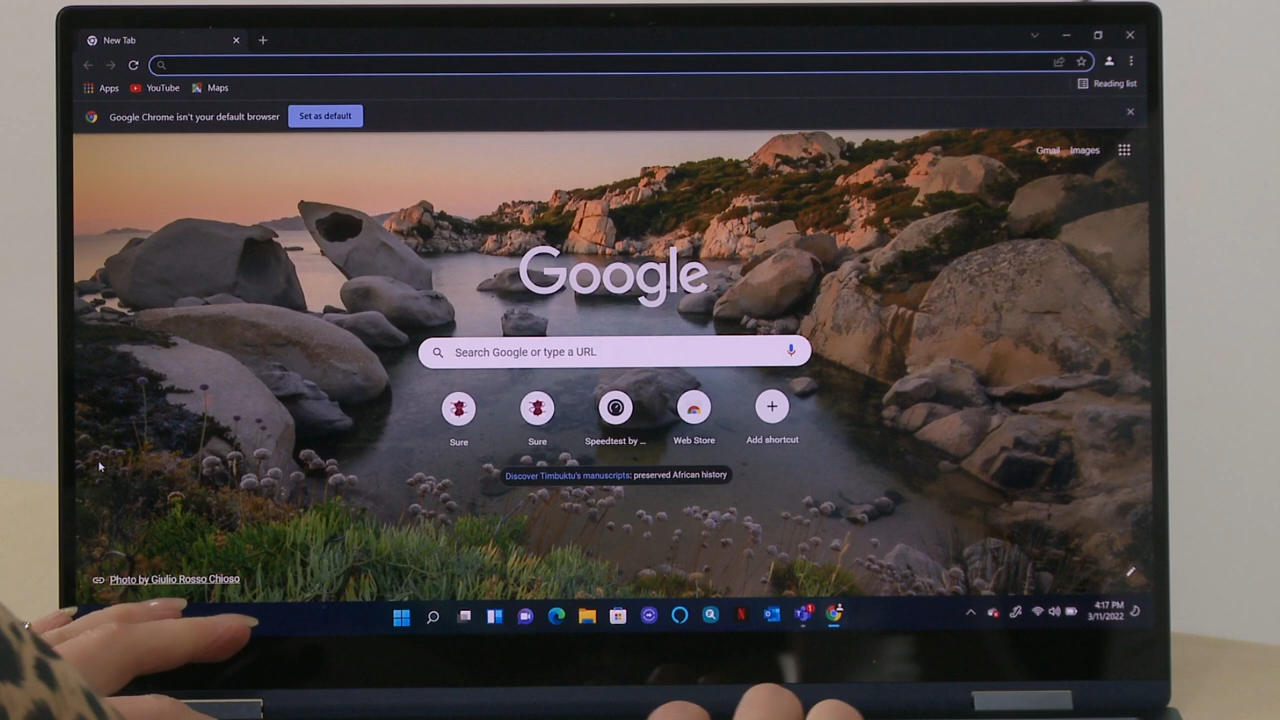 New Tab
Apps YouTube Maps
Reading list
Google Chrome isn't your default browser Set as default
Gmail Images
Google
Search Google or type a URL
Sure Sure Speedtest by ... Web Store Add shortcut
Discover Timbuktu's manuscripts: preserved African history
Photo by Giulio Rosso Chioso
4:17 PM
3/11/2022